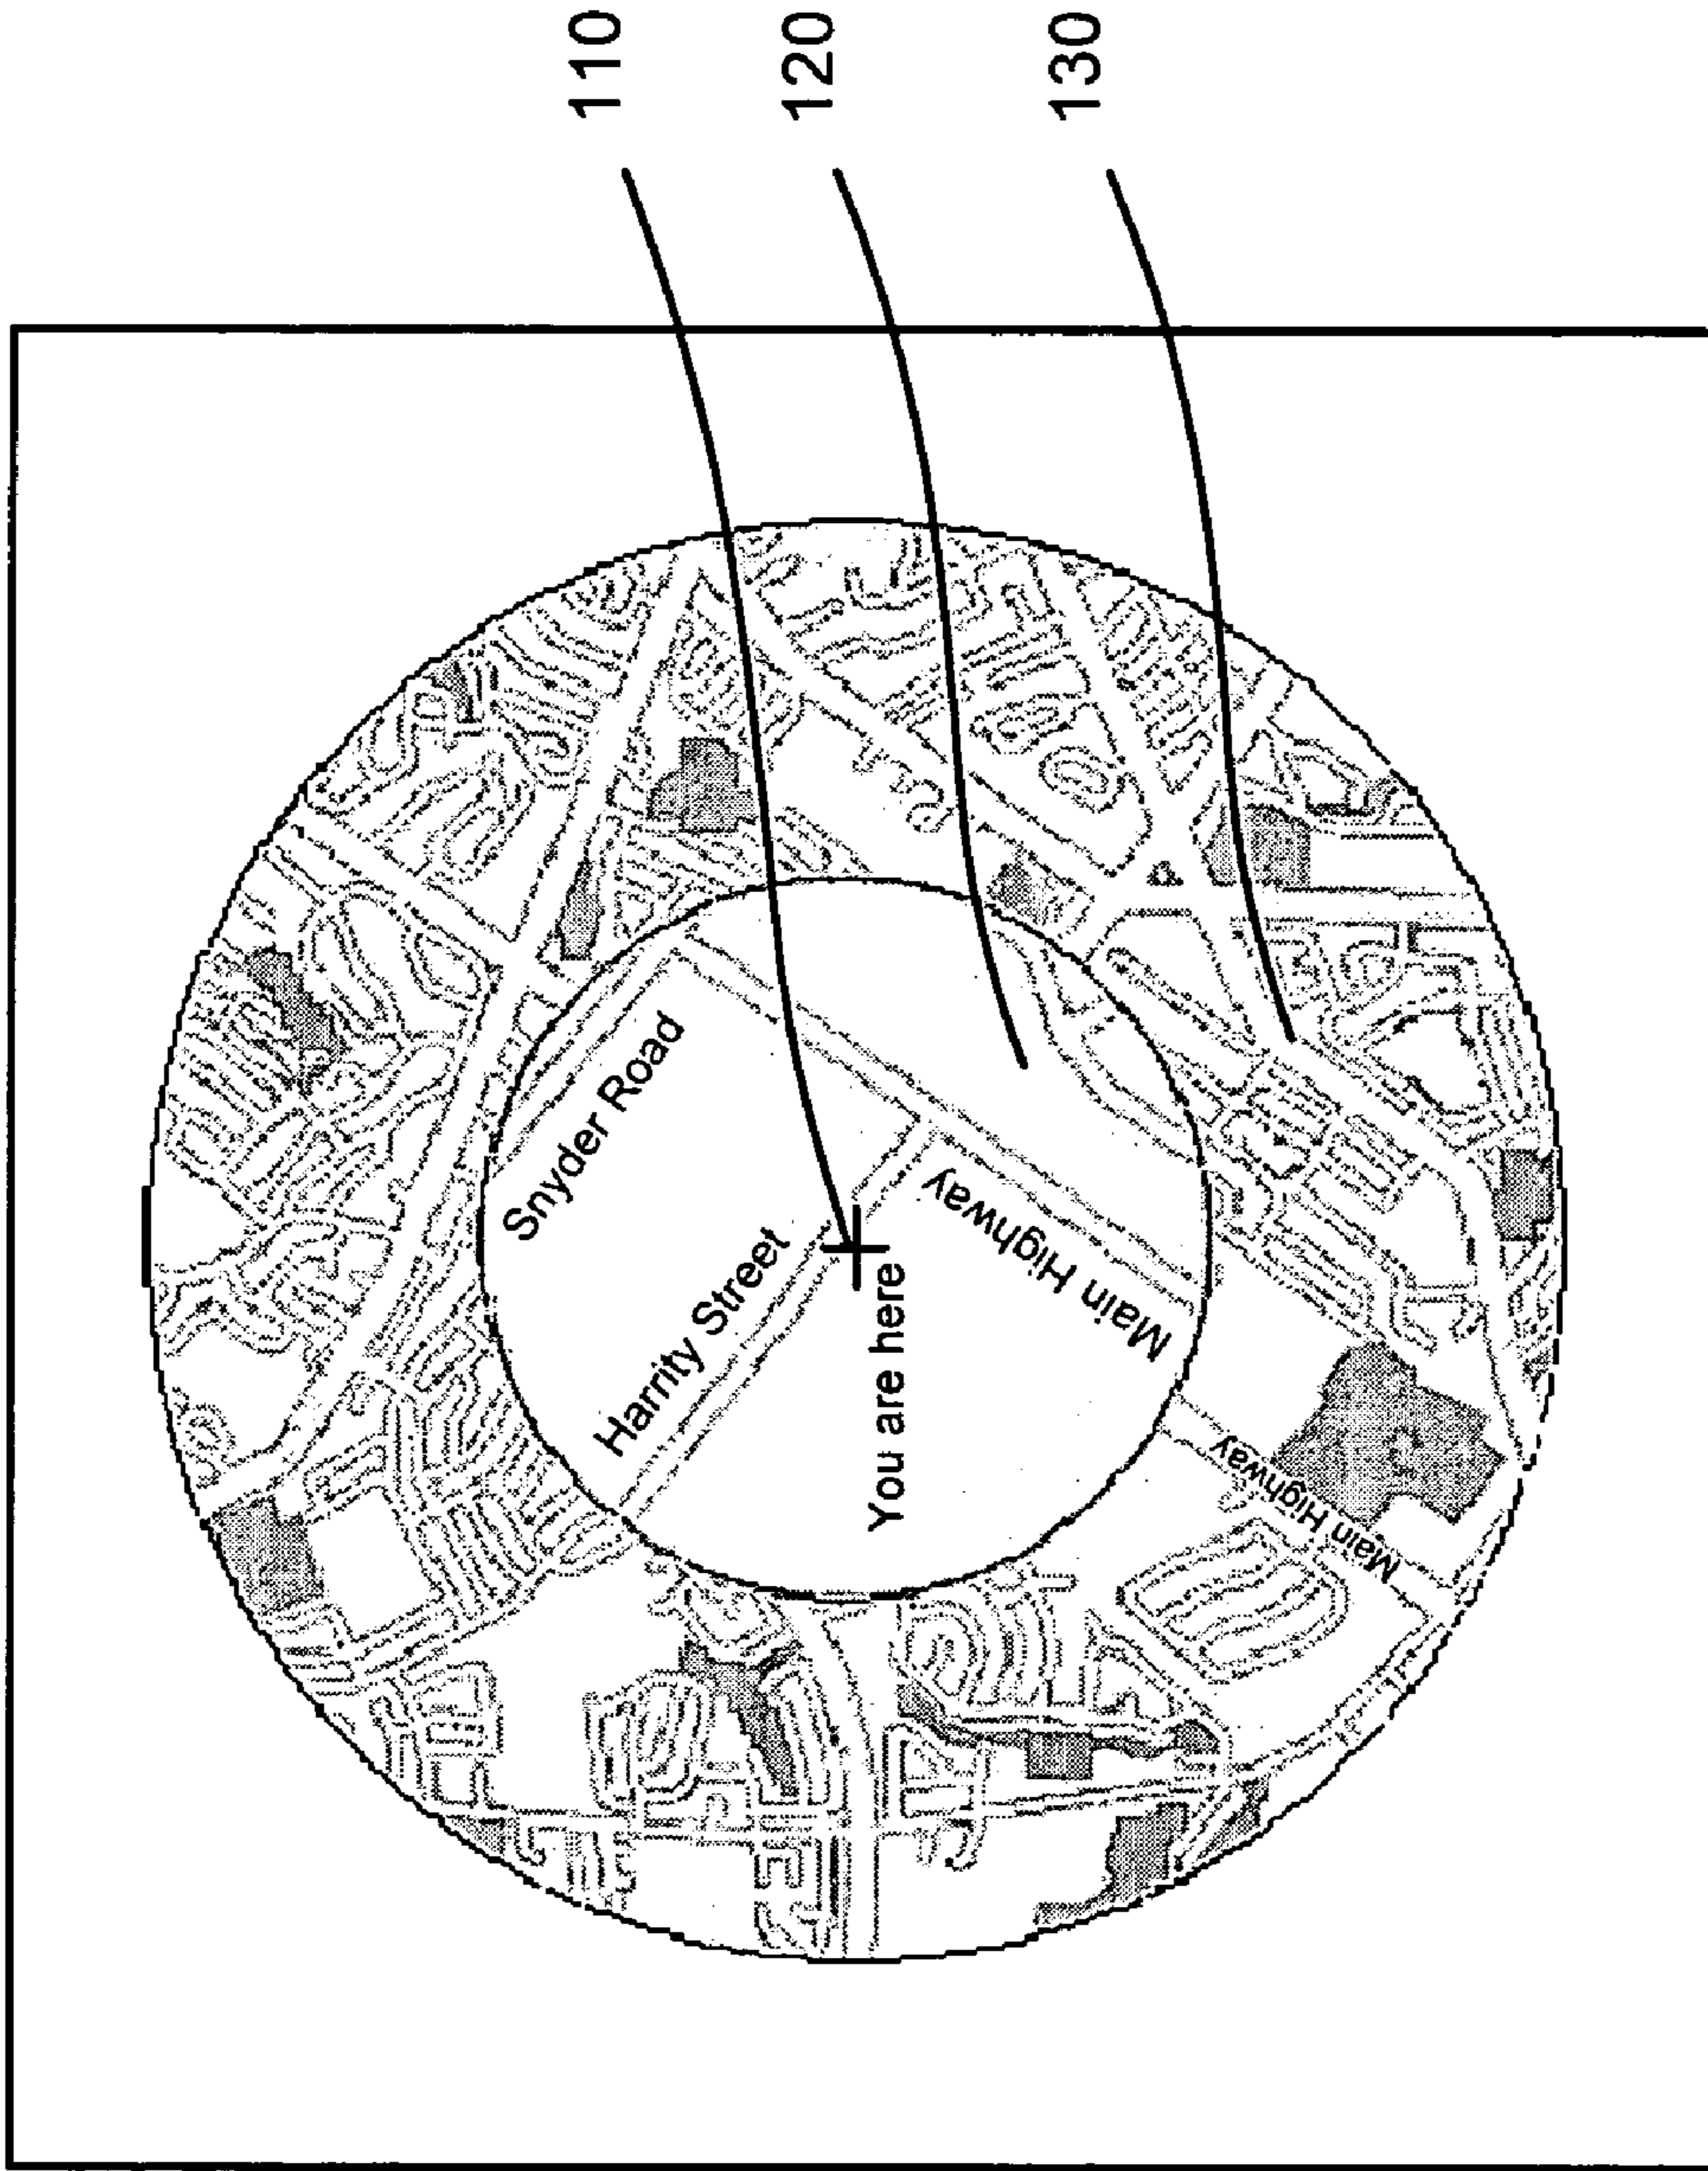 110
120
130
Snyder Road
Harrity Street
You are here
Main Highway
Main Highway